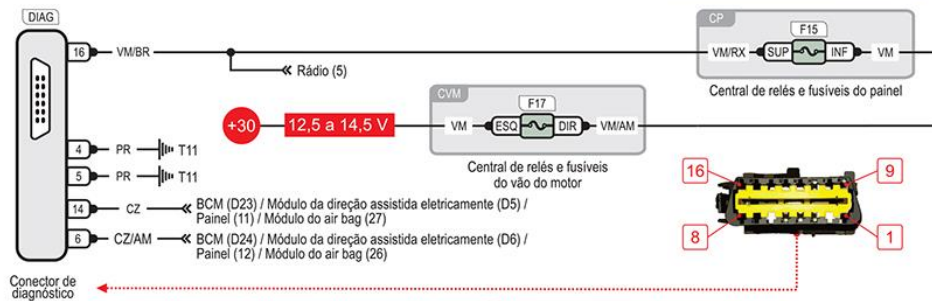 DIAG
CP
F15
16 VM/BR VM/RX SUP INF VM
Rádio (5)
Central de relés e fusíveis do painel
CVM
F17
+30 12,5 a 14,5 V VM ESQ DIR VM/AM
Central de relés e fusíveis
do vão do motor
4 PR T11
5 PR T11
14 CZ BCM (D23) / Módulo da direção assistida eletricamente (D5) /
Painel (11) / Módulo do air bag (27)
6 CZ/AM BCM (D24) / Módulo da direção assistida eletricamente (D6) /
Painel (12) / Módulo do air bag (26)
16 9
8 1
Conector de
diagnóstico